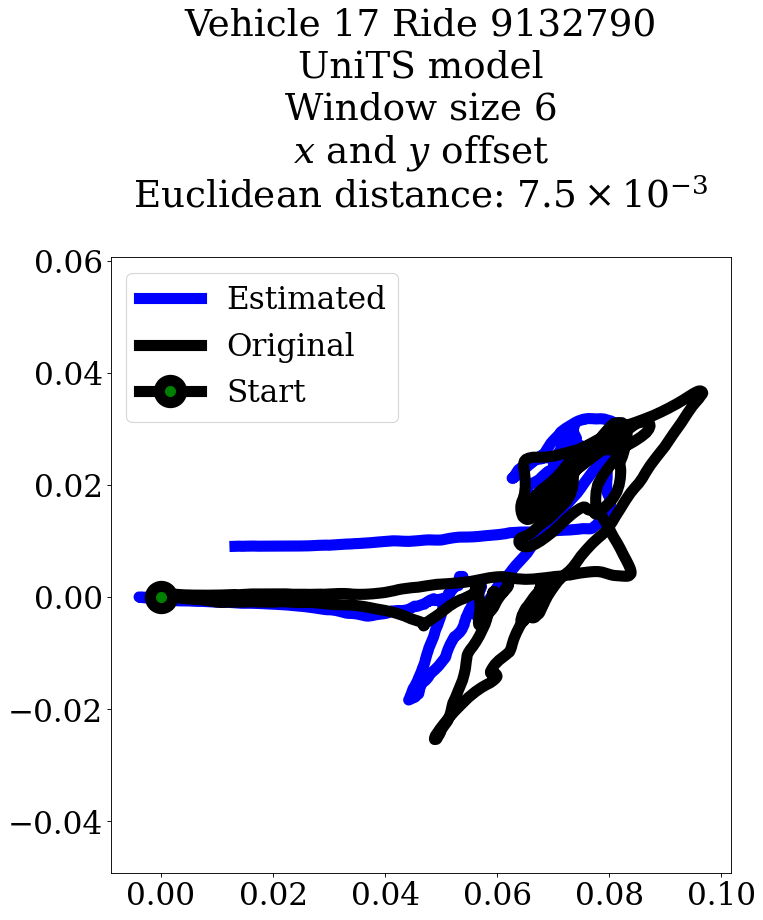 Vehicle 17 Ride 9132790
UniTS model
Window size 6
x and y offset
Euclidean distance: 7.5 × 10⁻³
0.06
Estimated
Original
Start
0.04
0.02
0.00
−0.02
−0.04
0.00 0.02 0.04 0.06 0.08 0.10